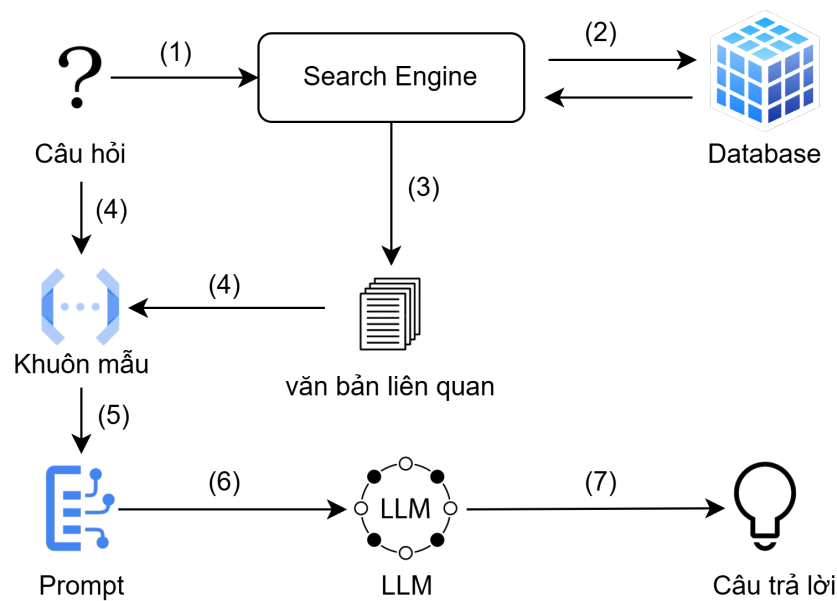 (1)
Search Engine
(2)
Câu hỏi
Database
(3)
(4)
(4)
Khuôn mẫu
văn bản liên quan
(5)
(6)
LLM
(7)
Prompt
LLM
Câu trả lời